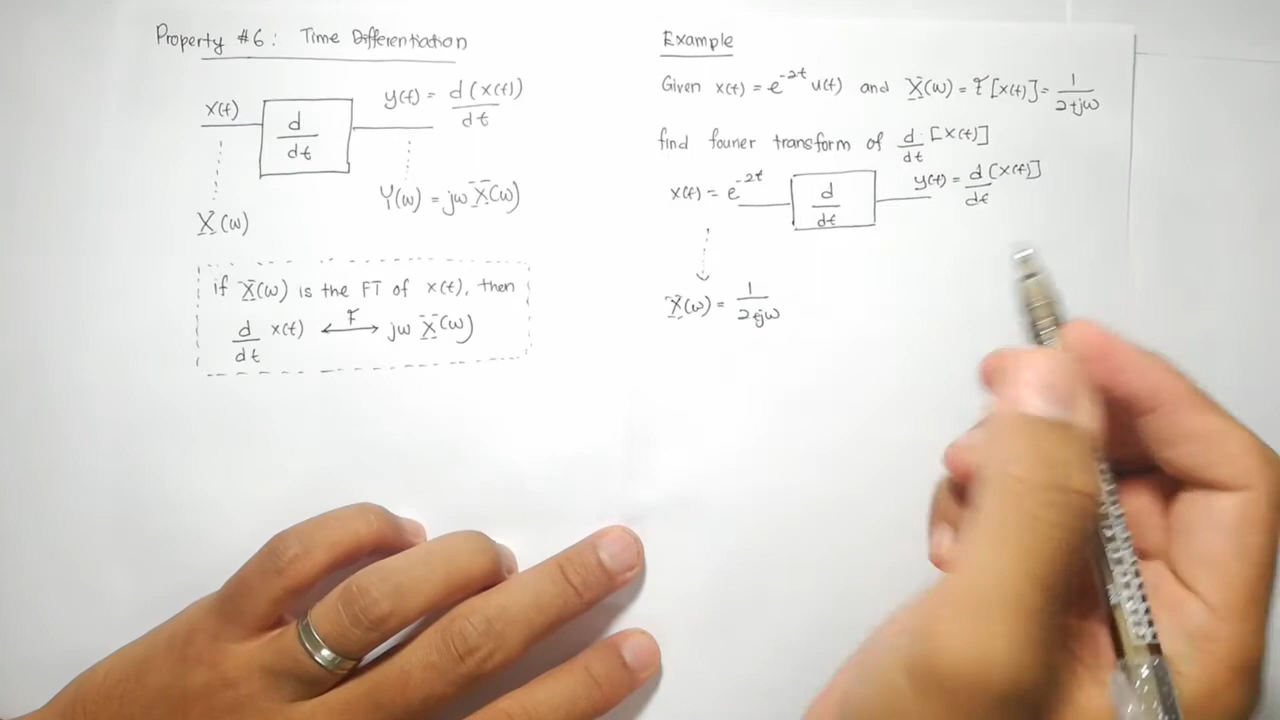 Property #6: Time Differentiation
x(t)
d/dt
y(t) = d(x(t))/dt
X(ω)
Y(ω) = jω X(ω)
if X(ω) is the FT of x(t), then
d/dt x(t) ⟷ F jω X(ω)
Example
Given x(t) = e^-2t u(t) and X(ω) = F[x(t)] = 1/2+jω
find fourier transform of d/dt [x(t)]
x(t) = e^-2t
d/dt
y(t) = d/dt [x(t)]
X(ω) = 1/2+jω